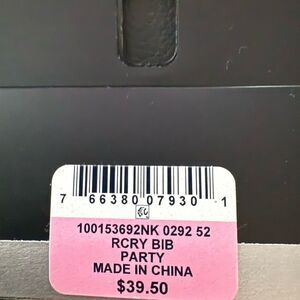 7 66380 07930 1
100153692NK 0292 52
RCRY BIB
PARTY
MADE IN CHINA
$39.50